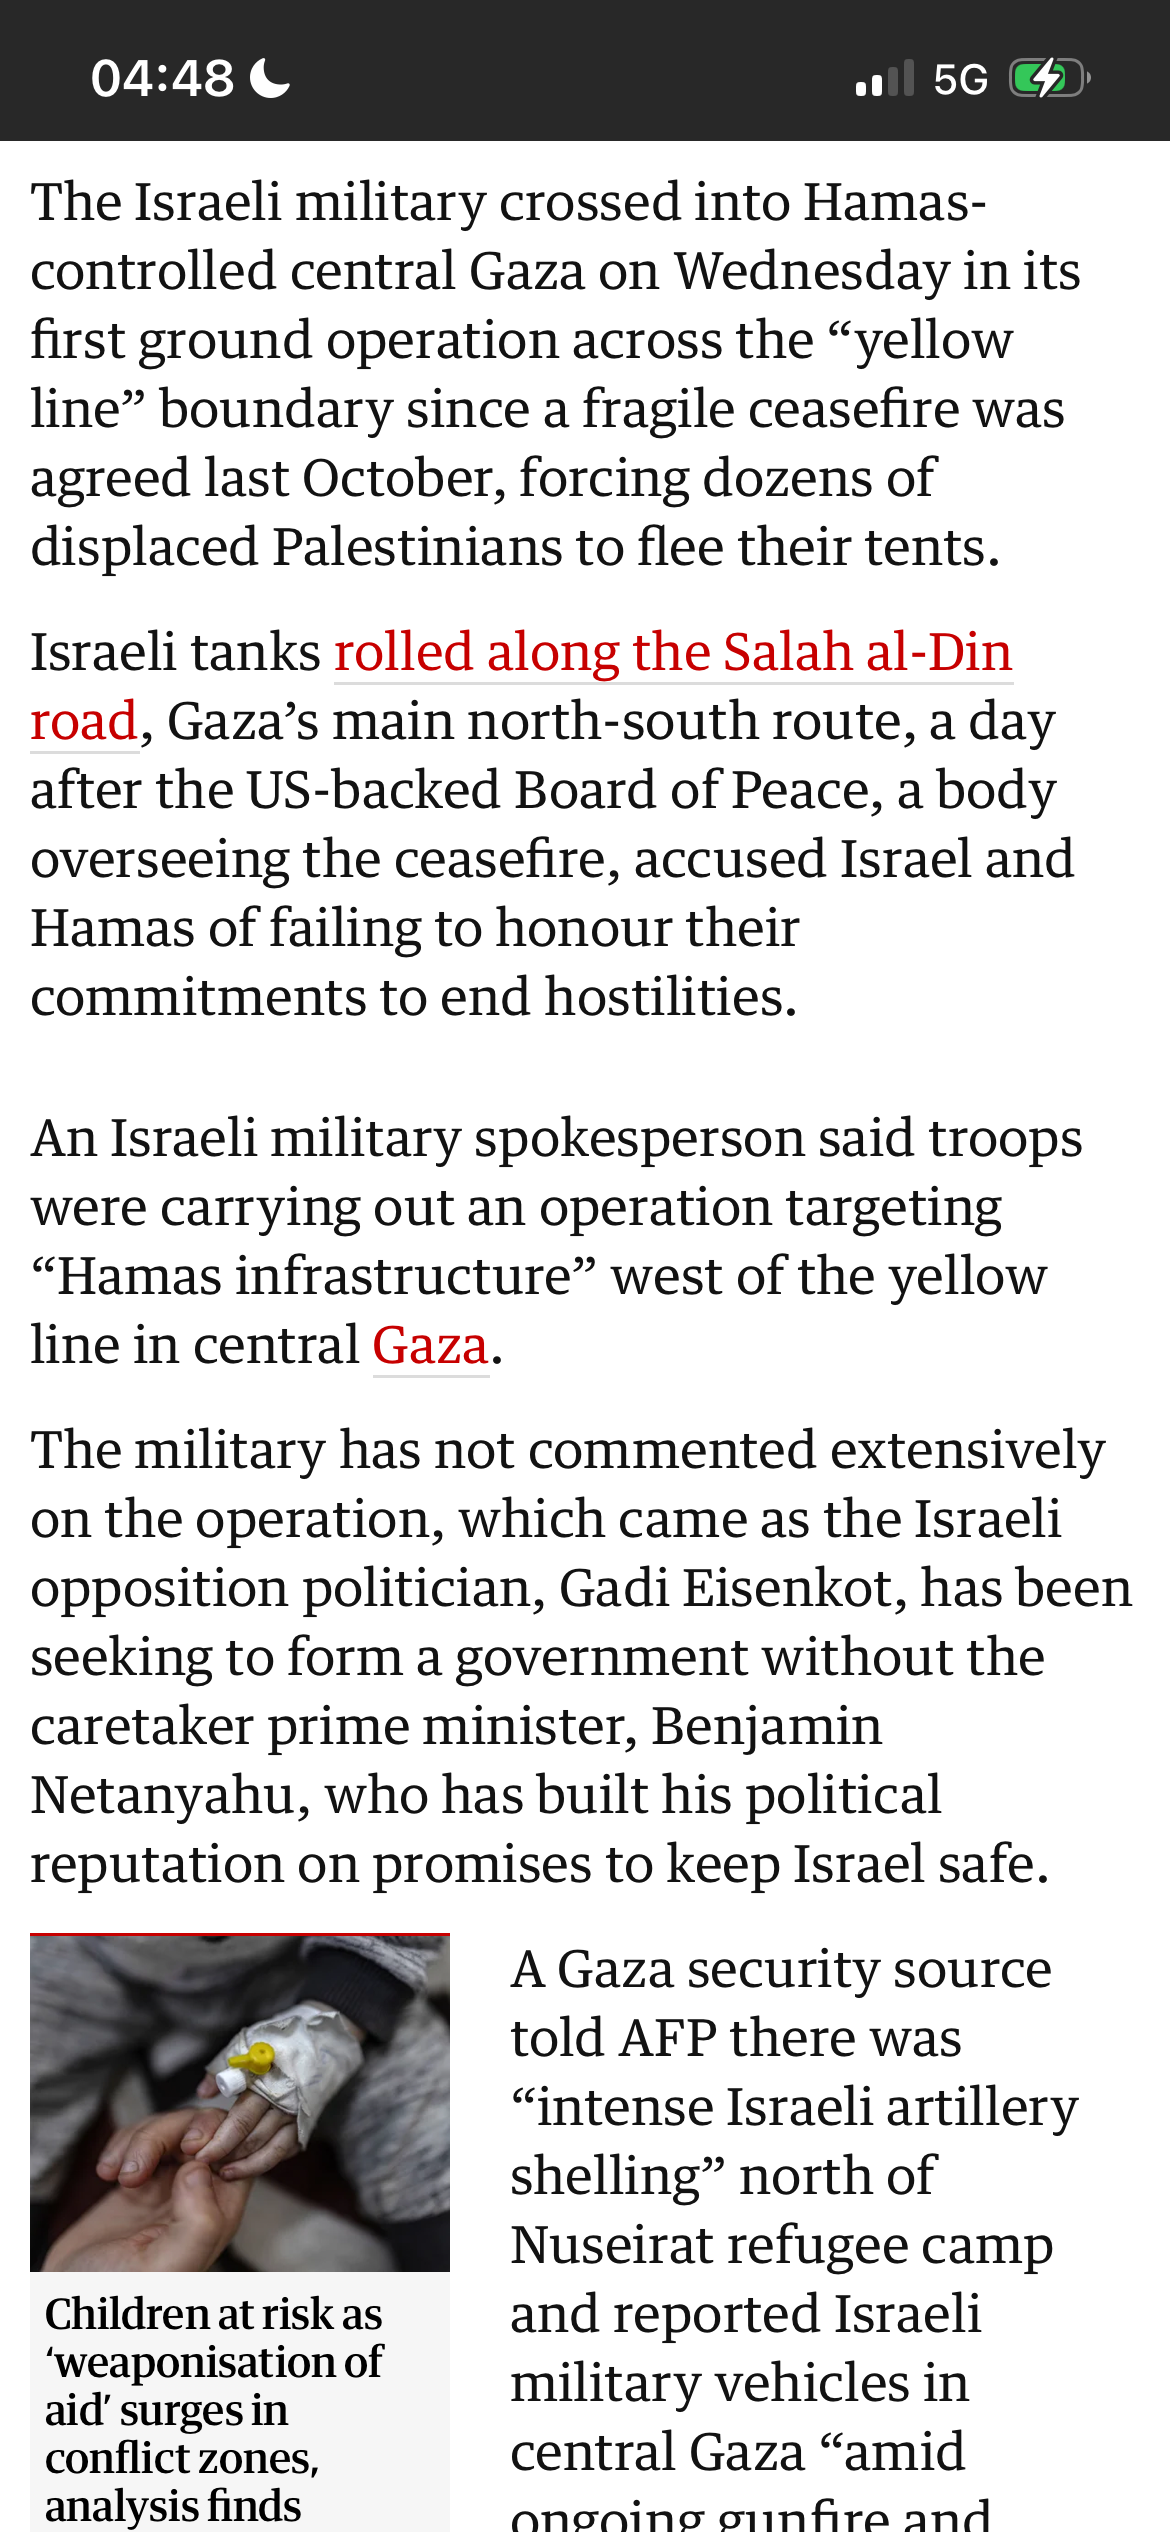 04:48
5G
The Israeli military crossed into Hamas-
controlled central Gaza on Wednesday in its
first ground operation across the “yellow
line” boundary since a fragile ceasefire was
agreed last October, forcing dozens of
displaced Palestinians to flee their tents.
Israeli tanks rolled along the Salah al-Din
road, Gaza’s main north-south route, a day
after the US-backed Board of Peace, a body
overseeing the ceasefire, accused Israel and
Hamas of failing to honour their
commitments to end hostilities.
An Israeli military spokesperson said troops
were carrying out an operation targeting
“Hamas infrastructure” west of the yellow
line in central Gaza.
The military has not commented extensively
on the operation, which came as the Israeli
opposition politician, Gadi Eisenkot, has been
seeking to form a government without the
caretaker prime minister, Benjamin
Netanyahu, who has built his political
reputation on promises to keep Israel safe.
Children at risk as
‘weaponisation of
aid’ surges in
conflict zones,
analysis finds
A Gaza security source
told AFP there was
“intense Israeli artillery
shelling” north of
Nuseirat refugee camp
and reported Israeli
military vehicles in
central Gaza “amid
ongoing gunfire and